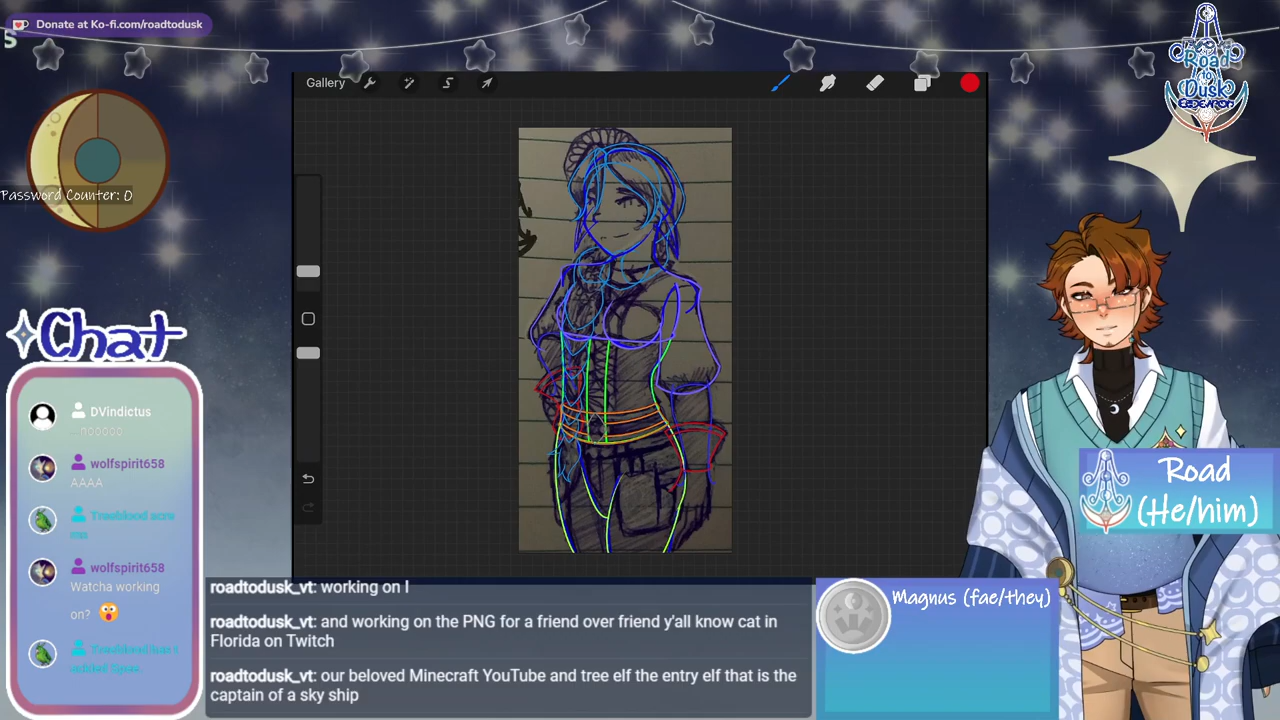 Donate at Ko-fi.com/roadtodusk
S
Road
to
Dusk
Gallery
Password Counter: 0
Chat
DVindictus
...nooooo
wolfspirit658
AAAA
wolfspirit658
Watcha working
on?
Road
(He/him)
roadtodusk_vt: working on I
roadtodusk_vt: and working on the PNG for a friend over friend y'all know cat in
Florida on Twitch
roadtodusk_vt: our beloved Minecraft YouTube and tree elf the entry elf that is the
captain of a sky ship
Magnus (fae/they)